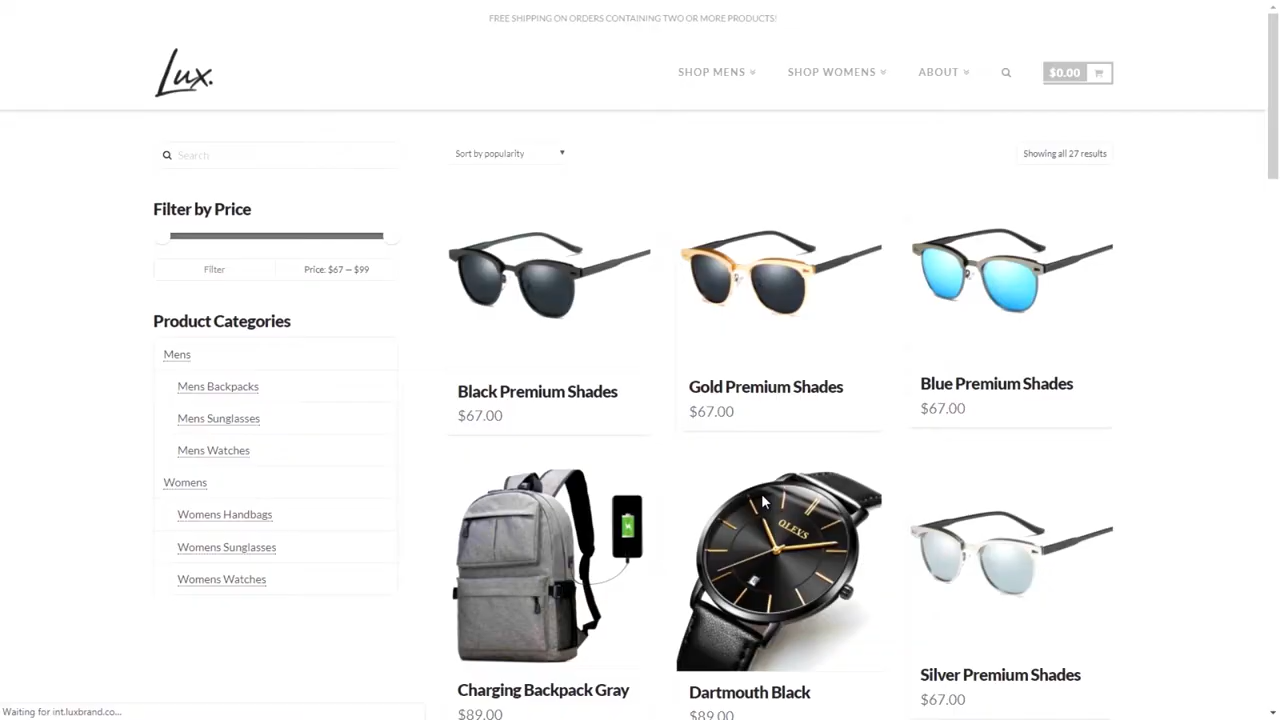 FREE SHIPPING ON ORDERS CONTAINING TWO OR MORE PRODUCTS!
Lux.
SHOP MENS
SHOP WOMENS
ABOUT
$0.00
Search
Sort by popularity
Showing all 27 results
Filter by Price
Filter
Price: $67 — $99
Product Categories
Mens
Mens Backpacks
Mens Sunglasses
Mens Watches
Womens
Womens Handbags
Womens Sunglasses
Womens Watches
Black Premium Shades
$67.00
Gold Premium Shades
$67.00
Blue Premium Shades
$67.00
OLEVS
Charging Backpack Gray
$89.00
Dartmouth Black
$89.00
Silver Premium Shades
$67.00
Waiting for int.luxbrand.co...